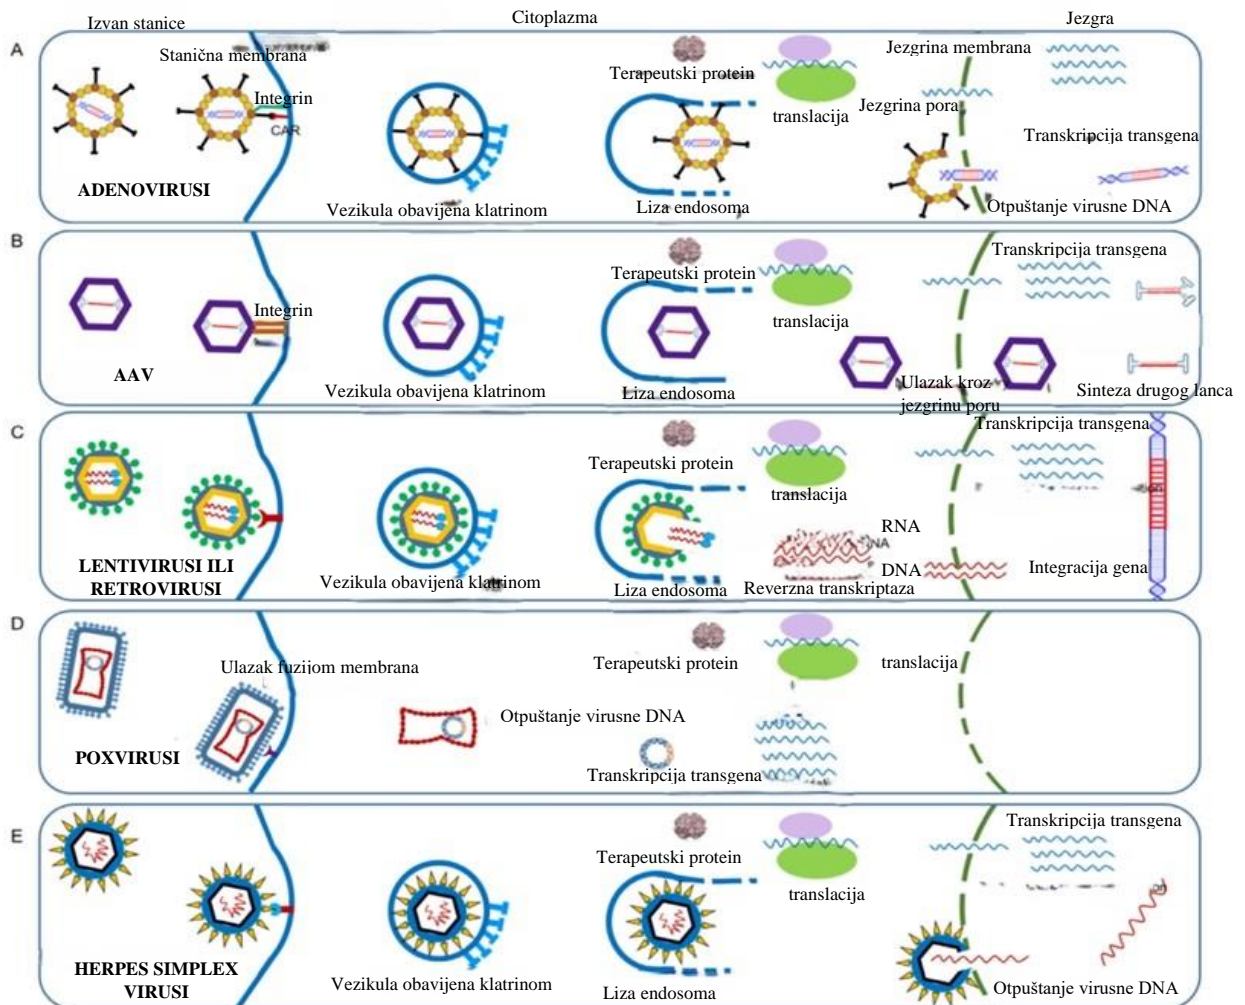 Izvan stanice
Citoplazma
Jezgra
A
Stanična membrana
Integrin
CAR
ADENOVIRUSI
Vezikula obavijena klatrinom
Terapeutski protein
Liza endosoma
translacija
Jezgrina membrana
Jezgrina pora
Transkripcija transgena
Otpuštanje virusne DNA
B
Integrin
AAV
Vezikula obavijena klatrinom
Terapeutski protein
Liza endosoma
translacija
Transkripcija transgena
Ulazak kroz
jezgrinu poru
Sinteza drugog lanca
C
LENTIVIRUSI ILI
RETROVIRUSI
Vezikula obavijena klatrinom
Terapeutski protein
Liza endosoma
translacija
RNA
DNA
Reverzna transkriptaza
Transkripcija transgena
Integracija gena
D
Ulazak fuzijom membrana
POXVIRUSI
Otpuštanje virusne DNA
Terapeutski protein
translacija
Transkripcija transgena
E
HERPES SIMPLEX
VIRUSI
Vezikula obavijena klatrinom
Terapeutski protein
Liza endosoma
translacija
Transkripcija transgena
Otpuštanje virusne DNA